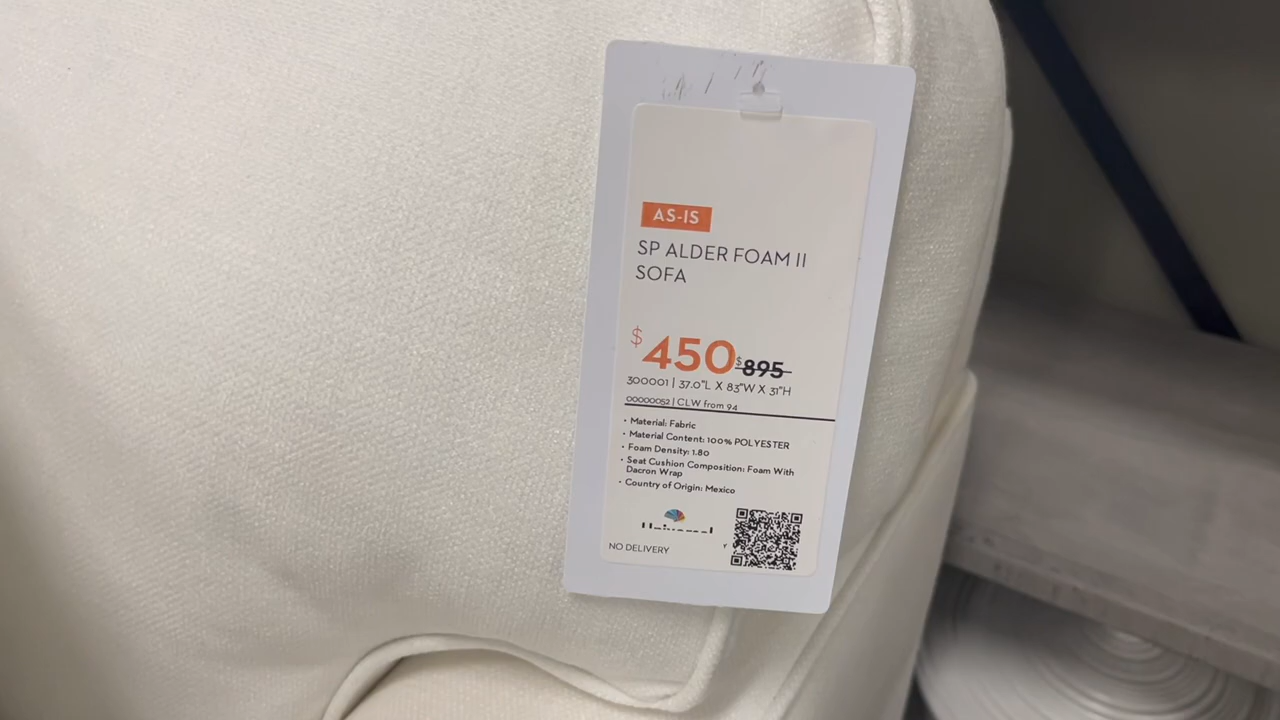 AS-IS
SP ALDER FOAM II
SOFA
$450 $895
300001 | 37.0"L X 83"W X 31"H
00000052 | CLW from 94
• Material: Fabric
• Material Content: 100% POLYESTER
• Foam Density: 1.80
• Seat Cushion Composition: Foam With
Dacron Wrap
• Country of Origin: Mexico
NO DELIVERY